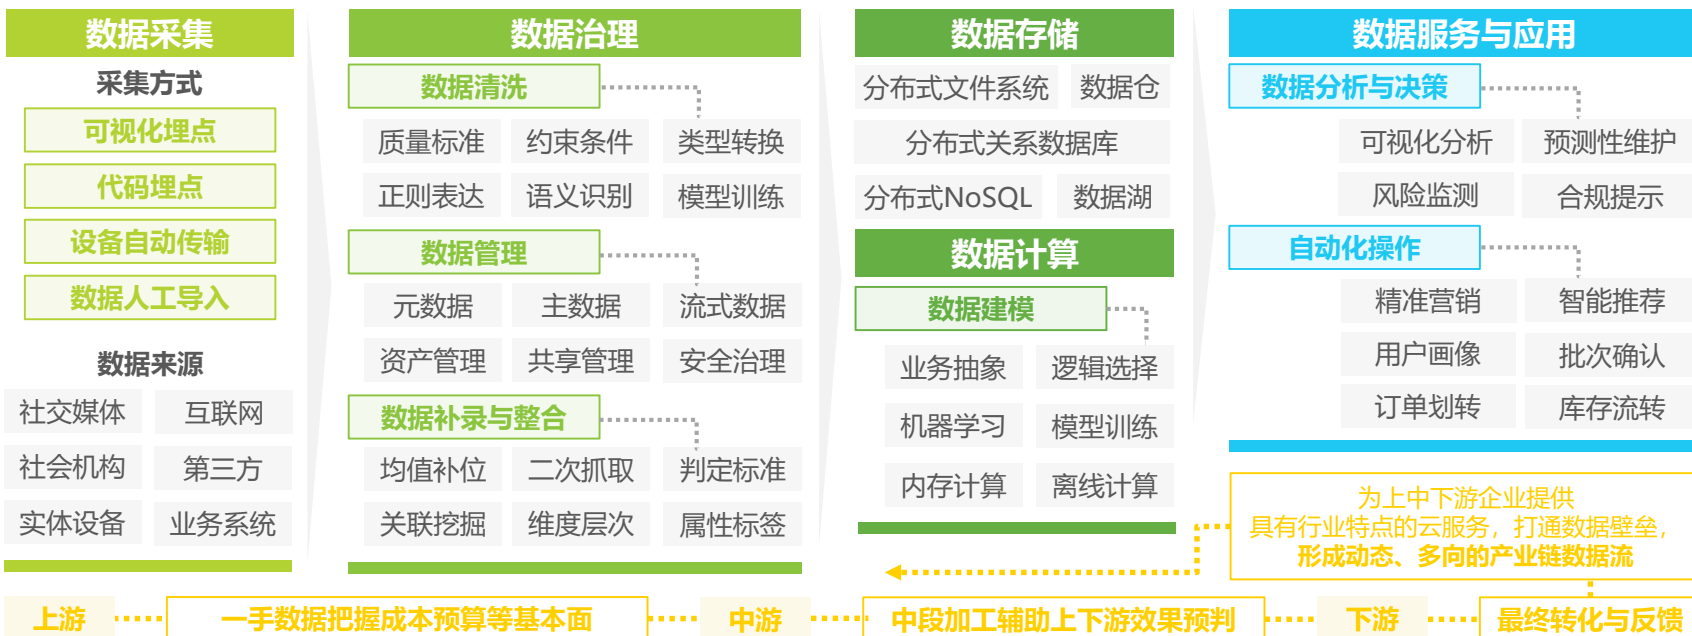 数据采集
采集方式
可视化埋点
代码埋点
设备自动传输
数据人工导入
数据来源
社交媒体 互联网
社会机构 第三方
实体设备 业务系统
数据治理
数据清洗
质量标准 约束条件 类型转换
正则表达 语义识别 模型训练
数据管理
元数据 主数据 流式数据
资产管理 共享管理 安全治理
数据补录与整合
均值补位 二次抓取 判定标准
关联挖掘 维度层次 属性标签
数据存储
分布式文件系统 数据仓
分布式关系数据库
分布式NoSQL 数据湖
数据计算
数据建模
业务抽象 逻辑选择
机器学习 模型训练
内存计算 离线计算
数据服务与应用
数据分析与决策
可视化分析 预测性维护
风险监测 合规提示
自动化操作
精准营销 智能推荐
用户画像 批次确认
订单划转 库存流转
为上中下游企业提供
具有行业特点的云服务，打通数据壁垒，
形成动态、多向的产业链数据流
上游 一手数据把握成本预算等基本面 中游 中段加工辅助上下游效果预判 下游 最终转化与反馈